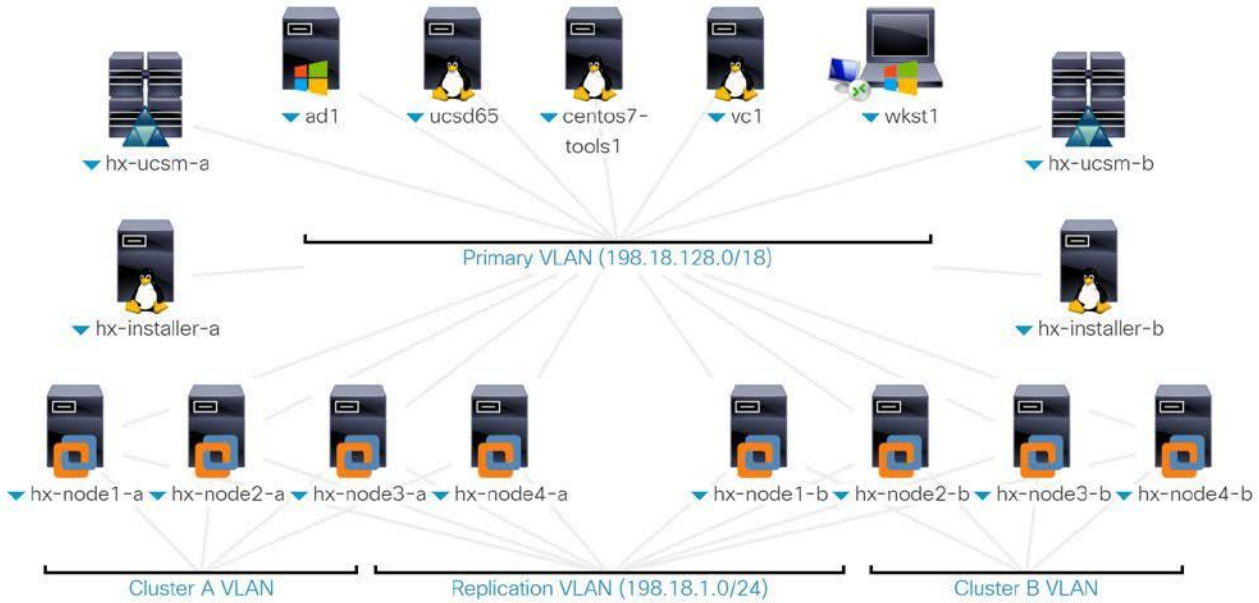 ad1
ucsd65
centos7-
tools1
vc1
wkst1
hx-ucsm-a
hx-ucsm-b
Primary VLAN (198.18.128.0/18)
hx-installer-a
hx-installer-b
hx-node1-a
hx-node2-a
hx-node3-a
hx-node4-a
hx-node1-b
hx-node2-b
hx-node3-b
hx-node4-b
Cluster A VLAN
Replication VLAN (198.18.1.0/24)
Cluster B VLAN